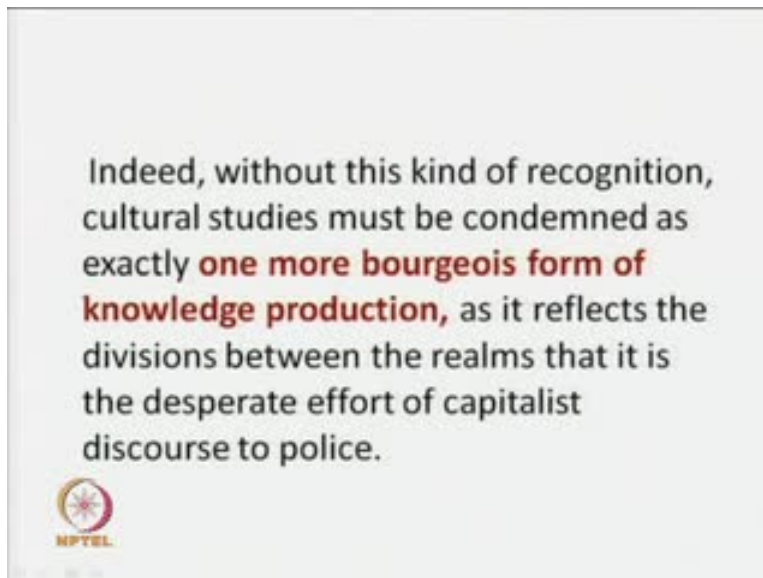 Indeed, without this kind of recognition,
cultural studies must be condemned as
exactly one more bourgeois form of
knowledge production, as it reflects the
divisions between the realms that it is
the desperate effort of capitalist
discourse to police.
NPTEL